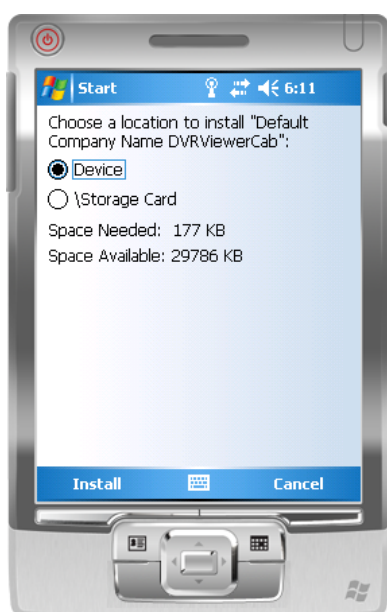 Start 6:11
Choose a location to install "Default
Company Name DVRViewerCab":
Device
\Storage Card
Space Needed: 177 KB
Space Available: 29786 KB
Install Cancel